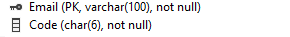 Email (PK, varchar(100), not null)
Code (char(6), not null)